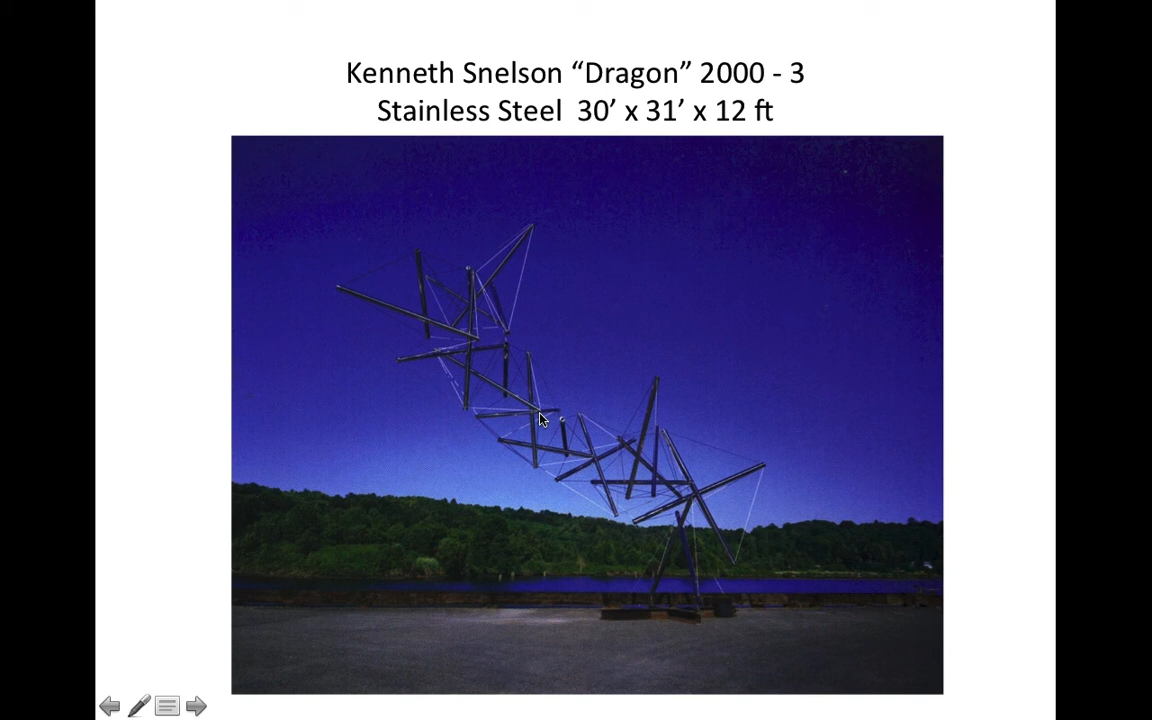 Kenneth Snelson “Dragon” 2000 - 3
Stainless Steel  30’ x 31’ x 12 ft